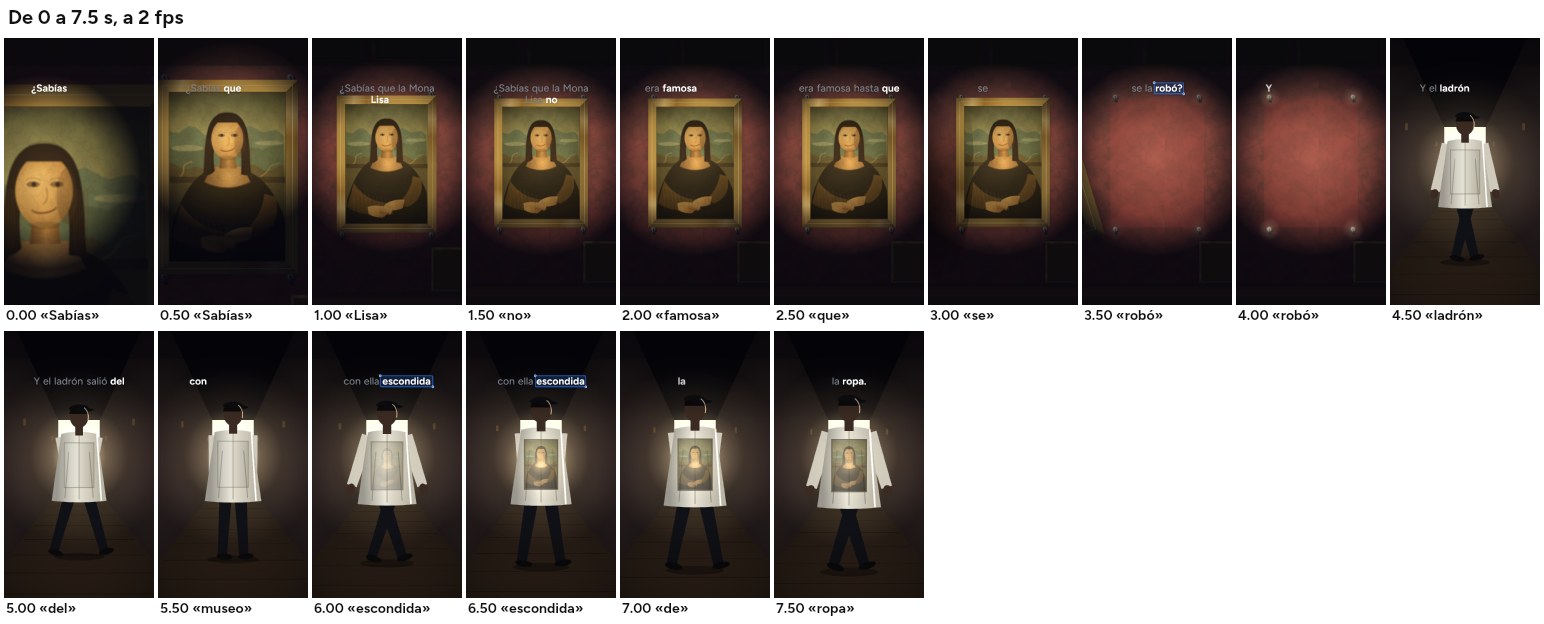 De 0 a 7.5 s, a 2 fps
¿Sabías
¿Sabías que
¿Sabías que la Mona
Lisa
¿Sabías que la Mona
Lisa no
era famosa
era famosa hasta que
se
se la robó?
Y
Y el ladrón
0.00 «Sabías»
0.50 «Sabías»
1.00 «Lisa»
1.50 «no»
2.00 «famosa»
2.50 «que»
3.00 «se»
3.50 «robó»
4.00 «robó»
4.50 «ladrón»
Y el ladrón salió del
con
con ella escondida
con ella escondida
la
la ropa.
5.00 «del»
5.50 «museo»
6.00 «escondida»
6.50 «escondida»
7.00 «de»
7.50 «ropa»